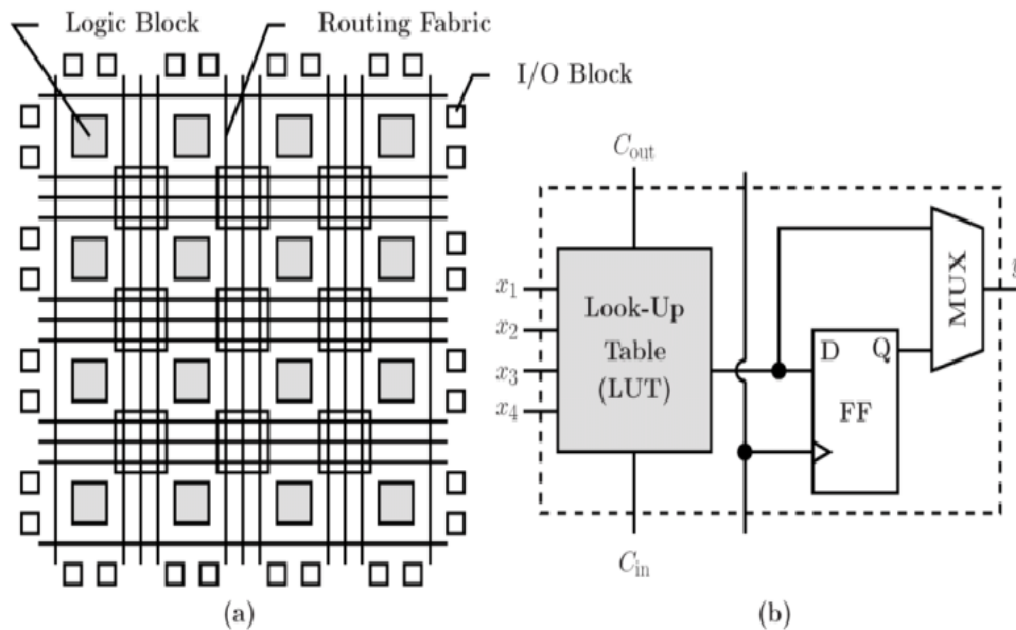 Logic Block
Routing Fabric
I/O Block
C_out
x_1
x_2
x_3
x_4
Look-Up
Table
(LUT)
D
Q
FF
MUX
C_in
(a)
(b)